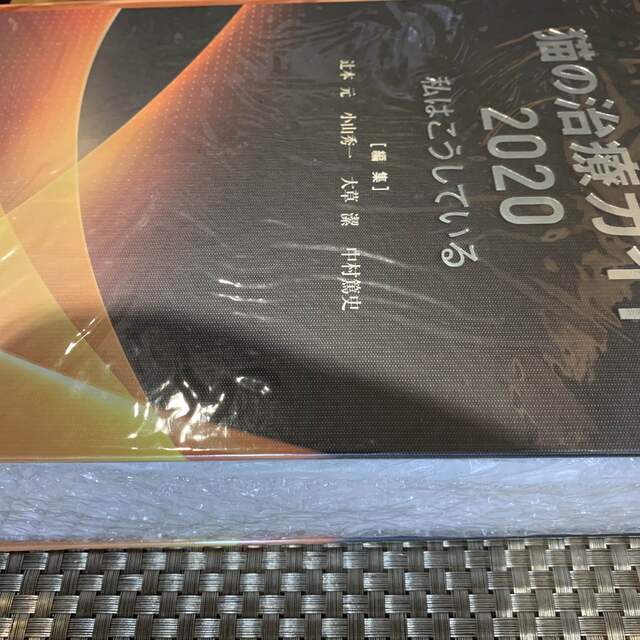 猫の治療ガイド
2020
私はこうしている
[編集]
辻本 元 小山秀一 大草 潔 中村篤史